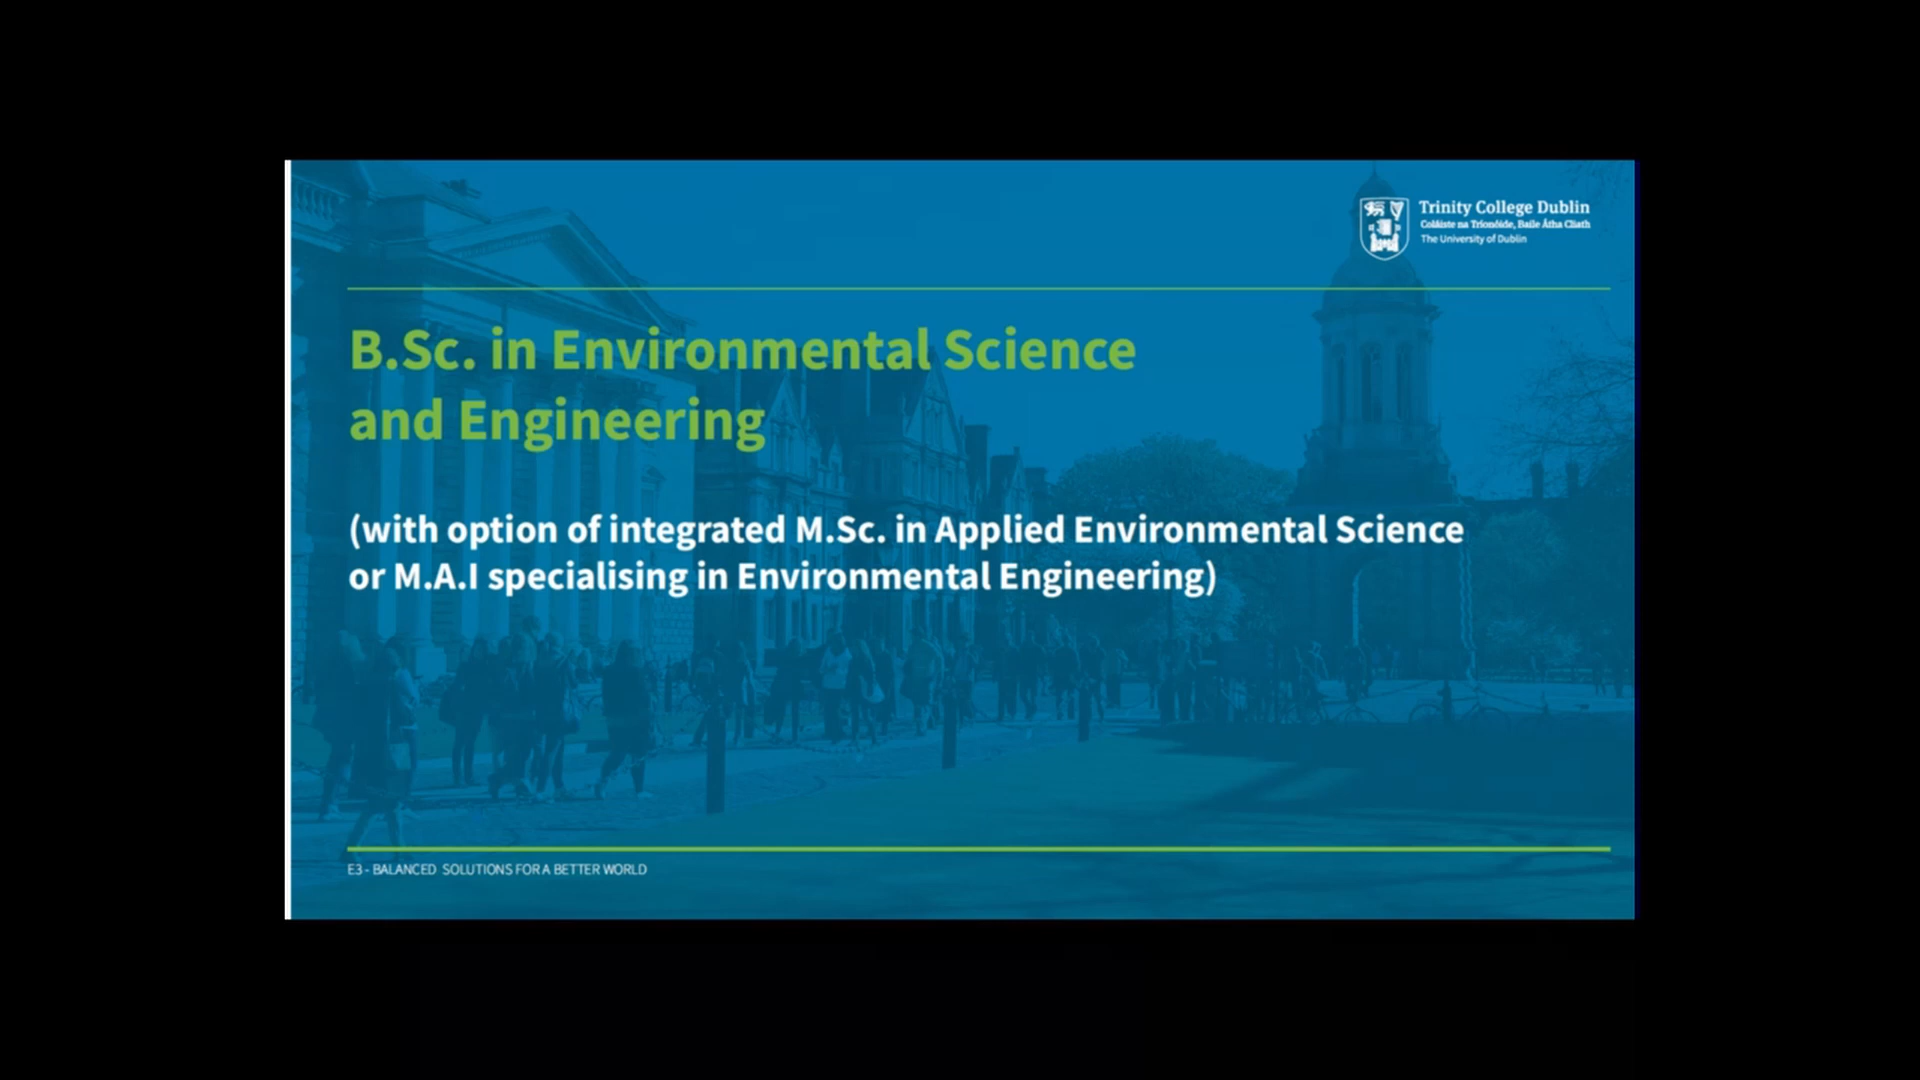 Trinity College Dublin
Coláiste na Tríonóide, Baile Átha Cliath
The University of Dublin
B.Sc. in Environmental Science
and Engineering
(with option of integrated M.Sc. in Applied Environmental Science
or M.A.I specialising in Environmental Engineering)
E3 - BALANCED SOLUTIONS FOR A BETTER WORLD